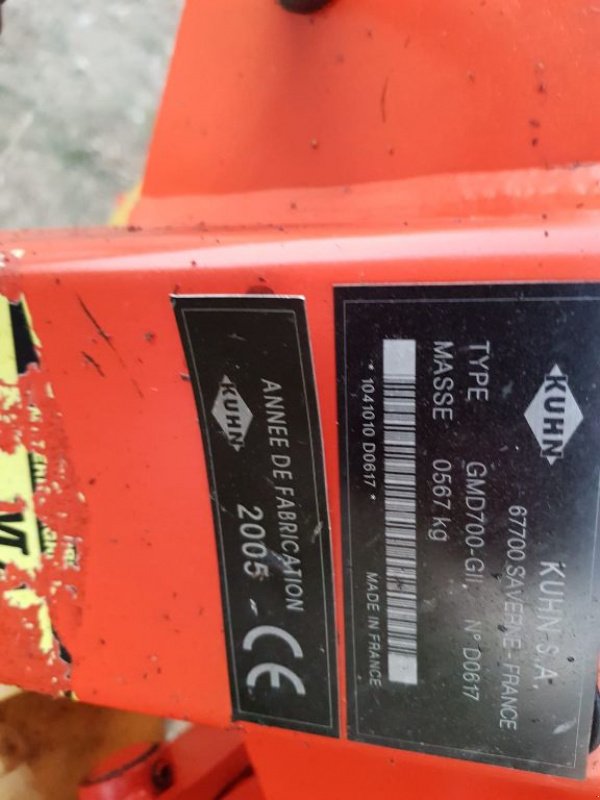 KUHN
KUHN S.A.
67700 SAVERNE - FRANCE
TYPE GMD700-GII. N° D0617
MASSE 0567 kg
* 1041010 D0617 *
MADE IN FRANCE
KUHN
ANNEE DE FABRICATION
2005 - CE